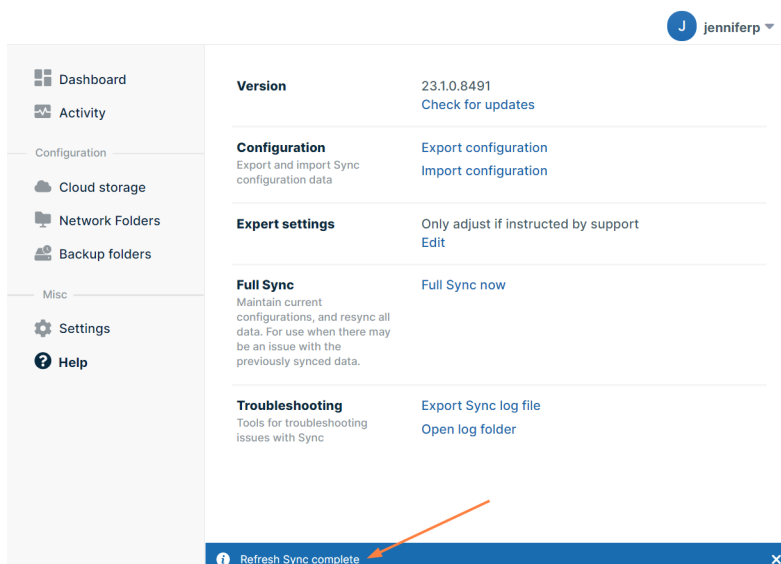 J jenniferp
Dashboard
Activity
Configuration
Cloud storage
Network Folders
Backup folders
Misc
Settings
Help
Version
23.1.0.8491
Check for updates
Configuration
Export and import Sync
configuration data
Export configuration
Import configuration
Expert settings
Only adjust if instructed by support
Edit
Full Sync
Maintain current
configurations, and resync all
data. For use when there may
be an issue with the
previously synced data.
Full Sync now
Troubleshooting
Tools for troubleshooting
issues with Sync
Export Sync log file
Open log folder
Refresh Sync complete